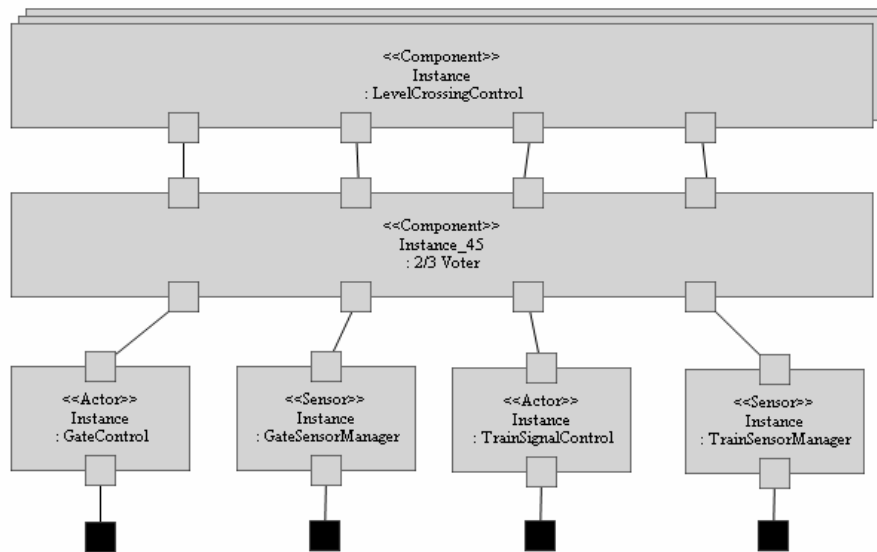 <<Component>>
Instance
: LevelCrossingControl
<<Component>>
Instance_45
: 2/3 Voter
<<Actor>>
Instance
: GateControl
<<Sensor>>
Instance
: GateSensorManager
<<Actor>>
Instance
: TrainSignalControl
<<Sensor>>
Instance
: TrainSensorManager